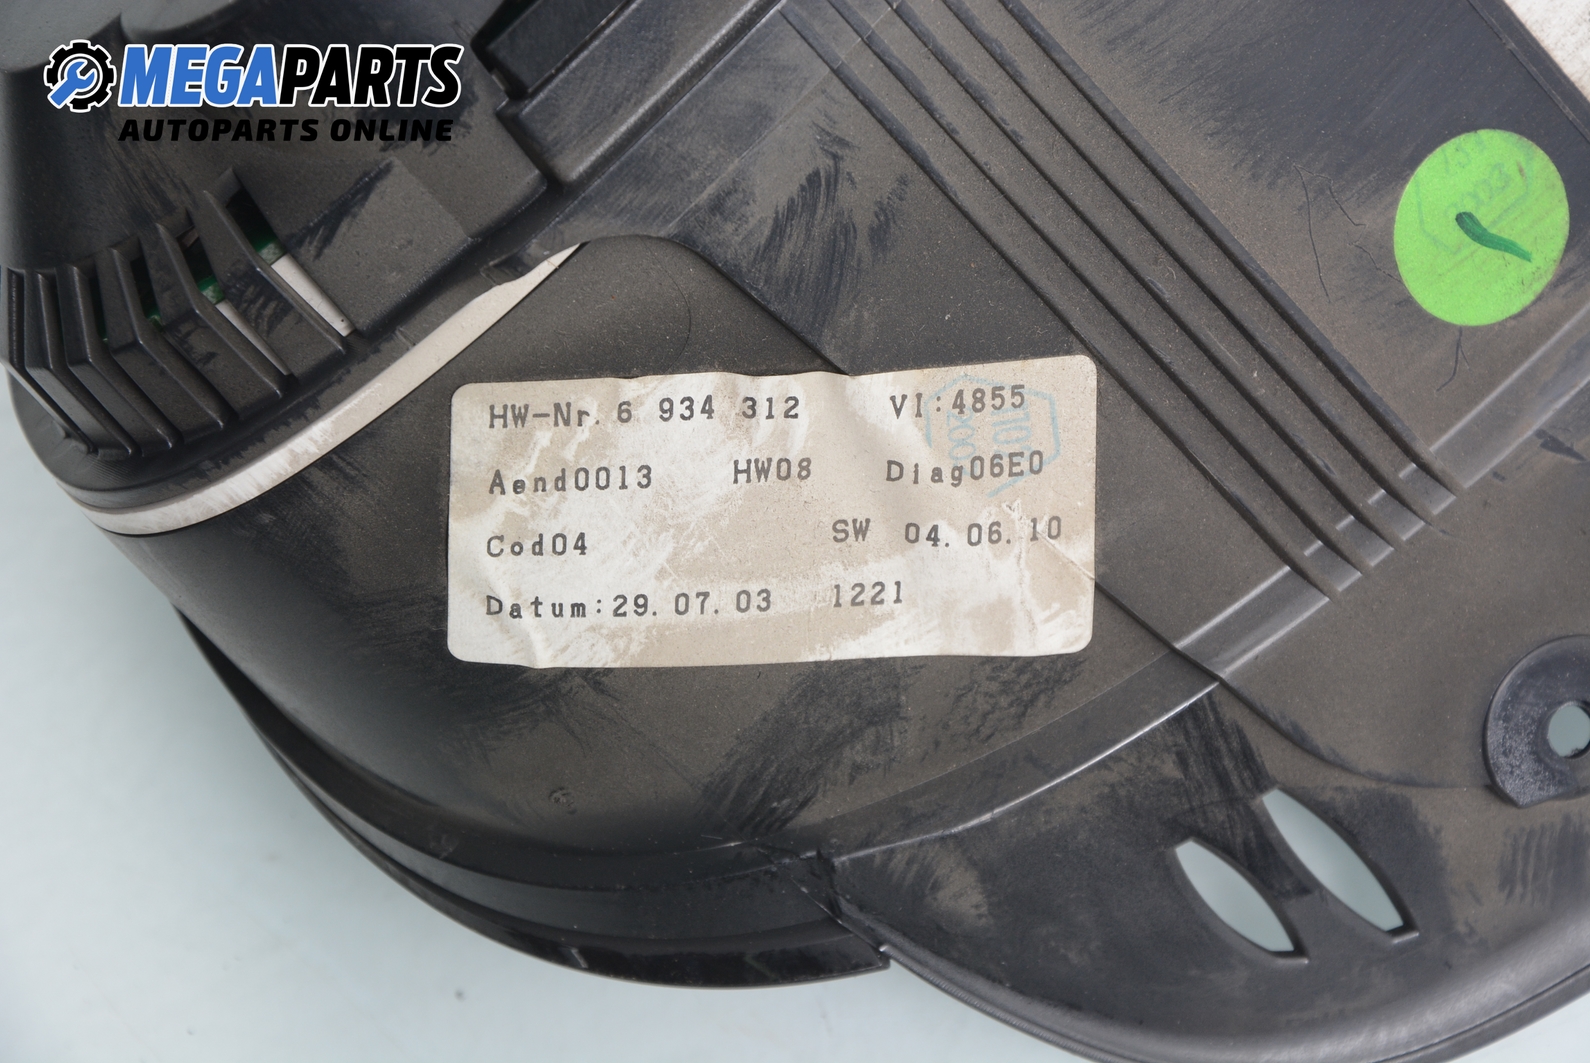 MEGAPARTS
AUTOPARTS ONLINE
HW-Nr. 6 934 312 VI:4855
Aend0013 HW08 Diag06E0
Cod04 SW 04.06.10
Datum:29.07.03 1221